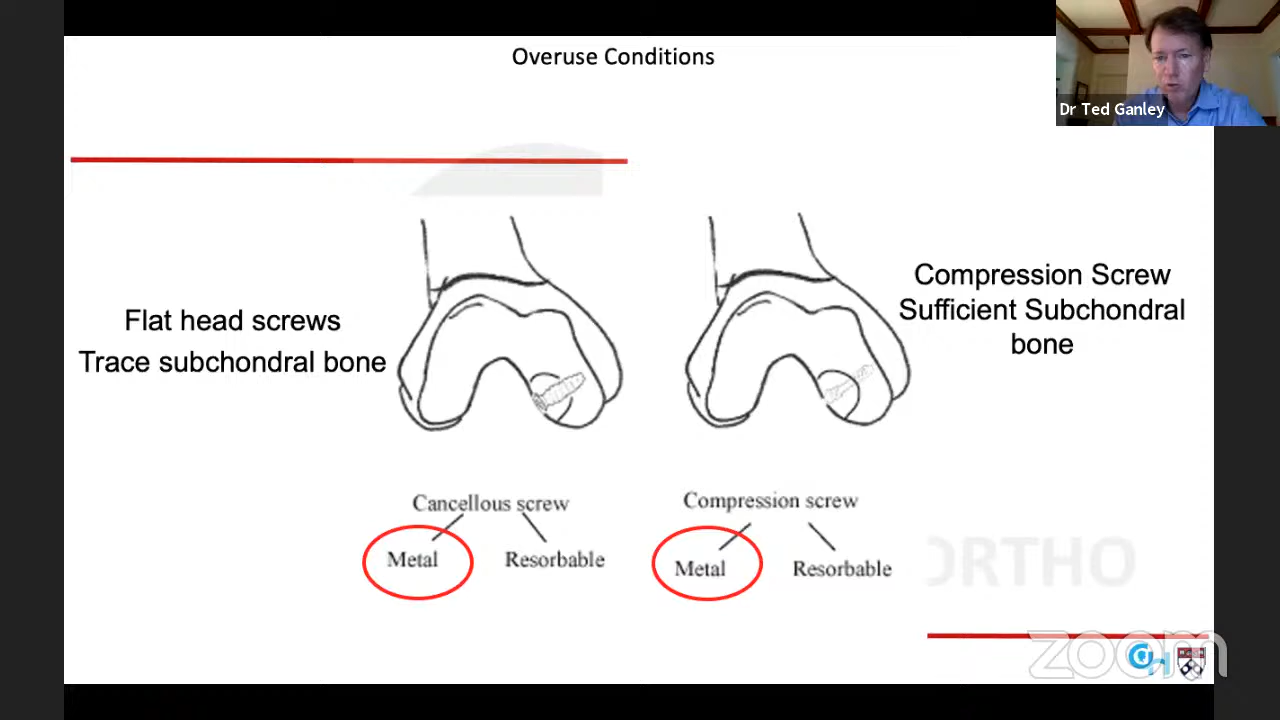 Overuse Conditions
Dr Ted Ganley
Flat head screws
Trace subchondral bone
Compression Screw
Sufficient Subchondral
bone
Cancellous screw
Metal
Resorbable
Compression screw
Metal
Resorbable
ORTHO
zoom